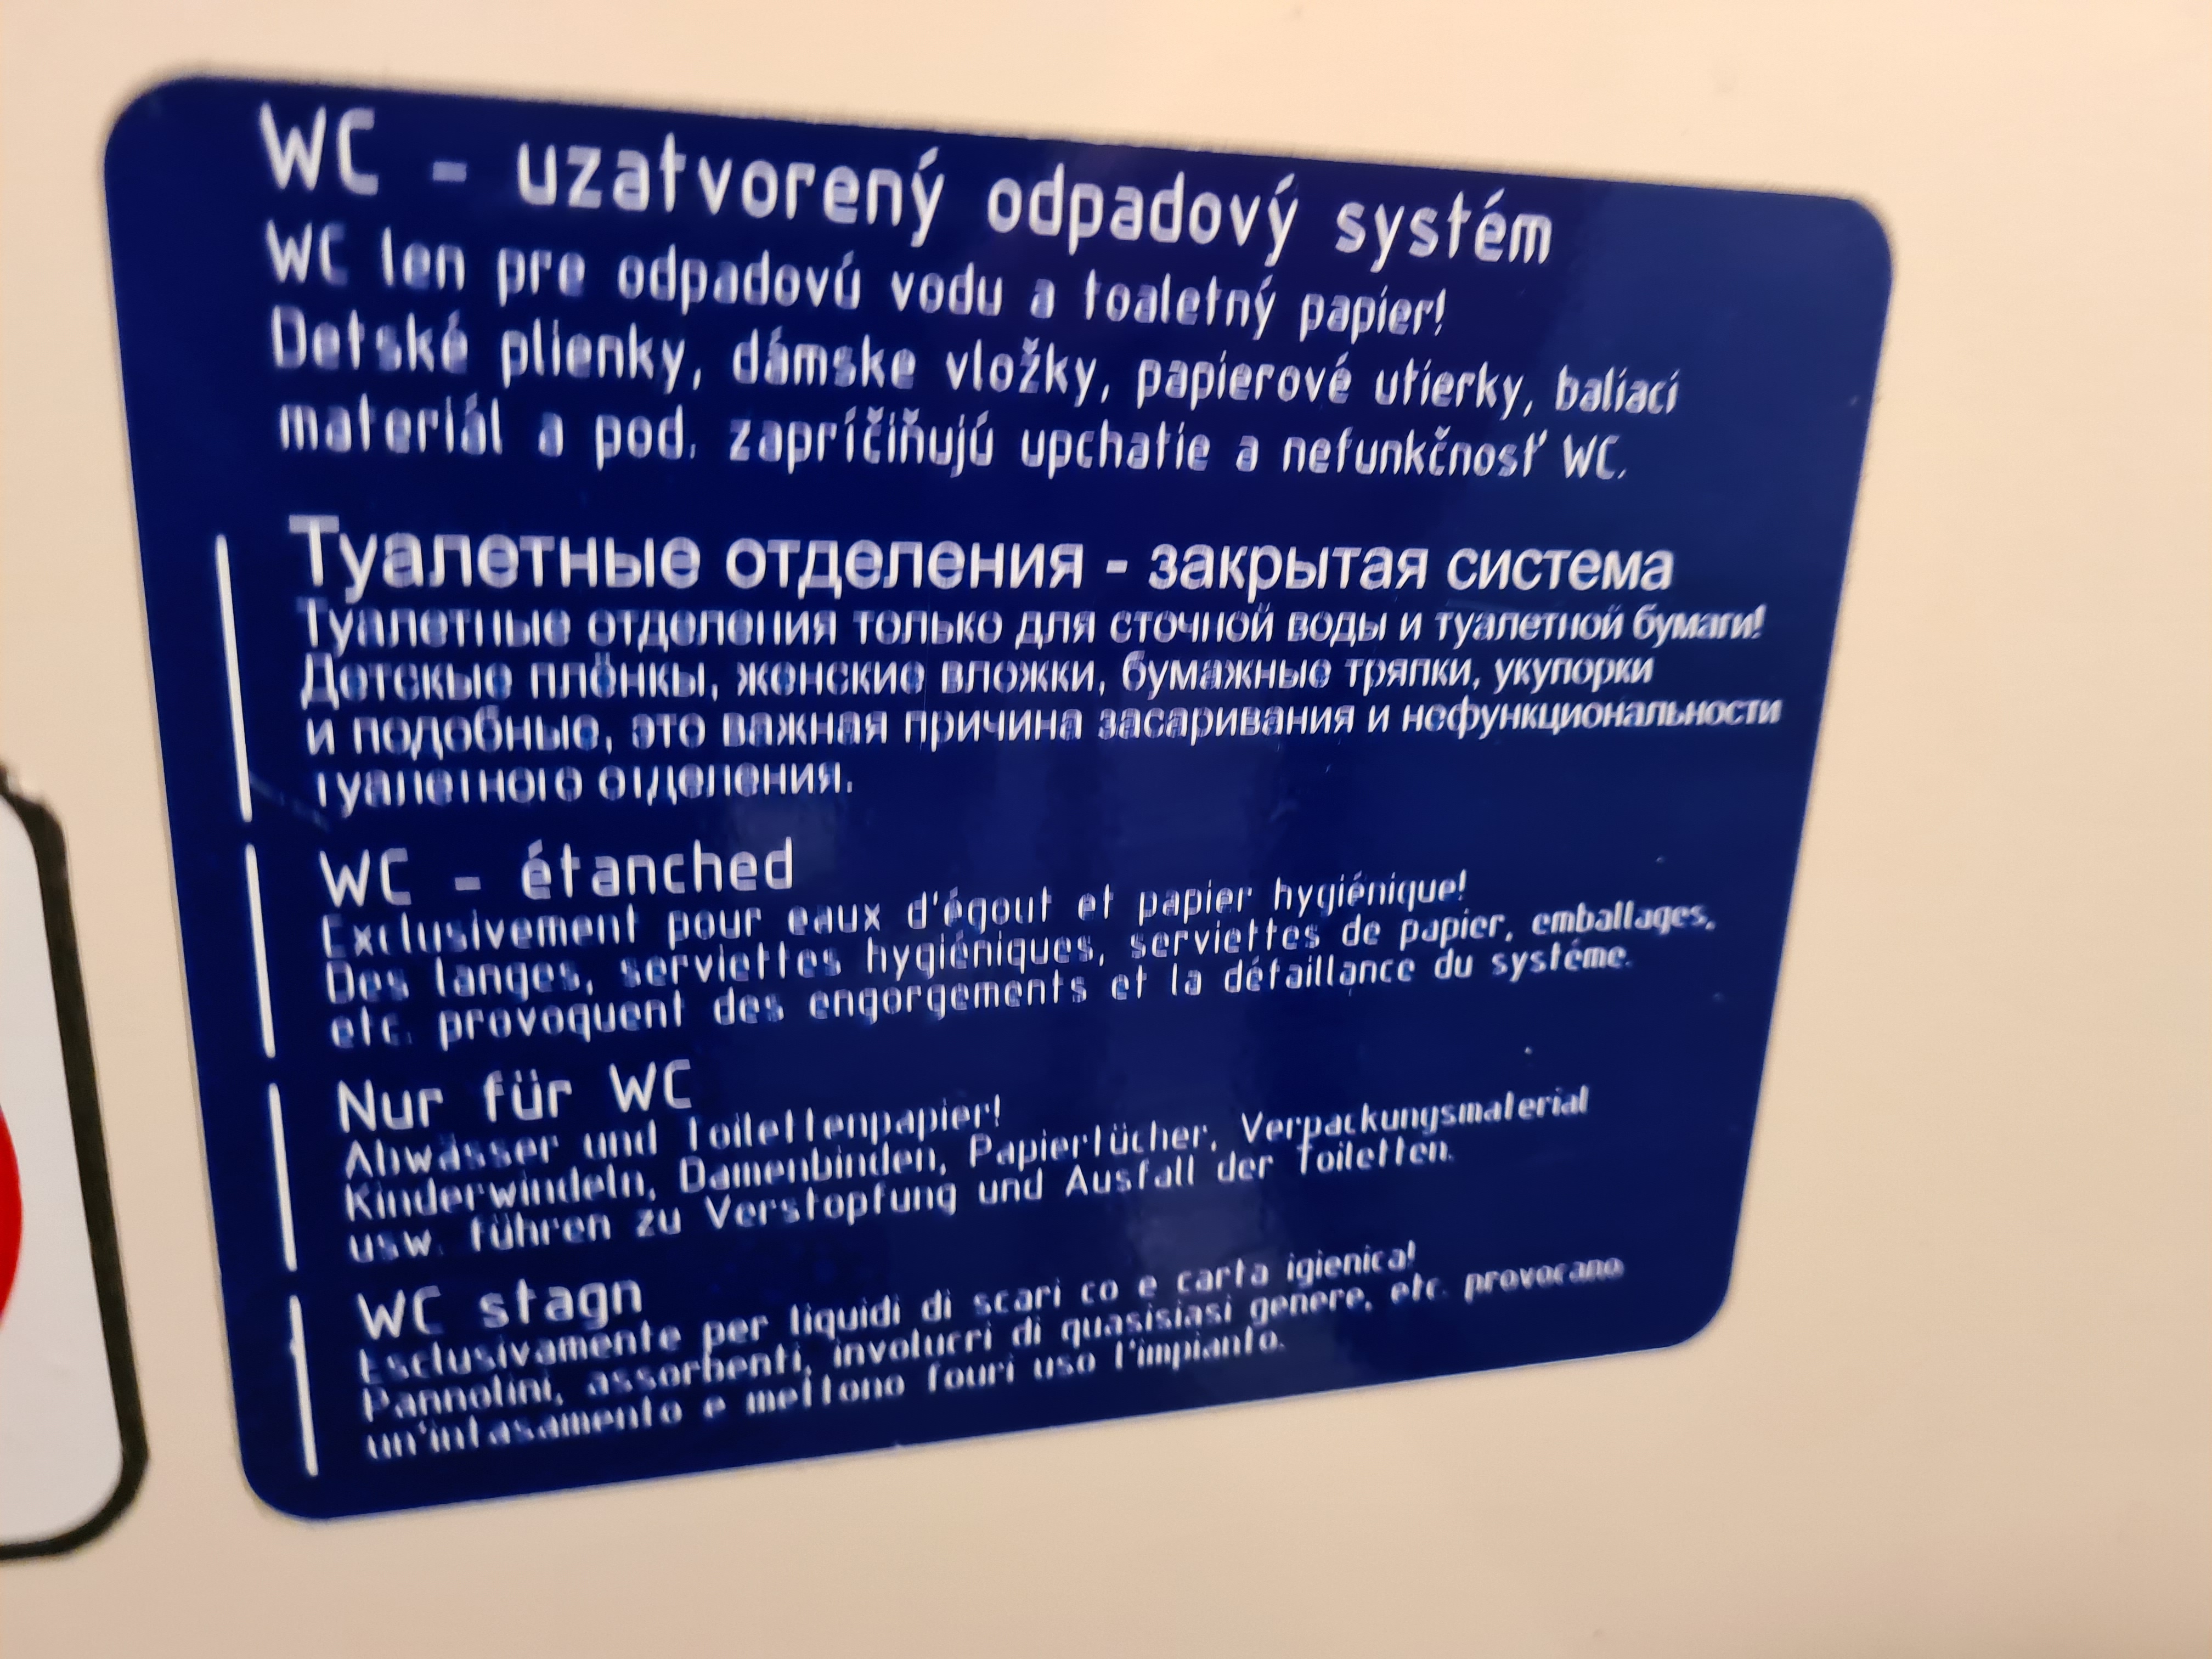 WC - uzatvorený odpadový systém
WC len pre odpadovú vodu a toaletný papier!
Detské plienky, dámske vložky, papierové utierky, baliaci
materiál a pod. zapríčiňujú upchatie a nefunkčnosť WC.
Туалетные отделения - закрытая система
Туалетные отделения только для сточной воды и туалетной бумаги!
Детскые плёнкы, женские вложки, бумажные тряпки, укупорки
и подобные, это важная причина засаривания и нефункциональности
туалетного отделения.
WC - étanched
Exclusivement pour eaux d'égout et papier hygiénique!
Des langes, serviettes hygiéniques, serviettes de papier, emballages,
etc. provoquent des engorgements et la défaillance du systéme.
Nur für WC
Abwässer und Toilettenpapier!
Kinderwindeln, Damenbinden, Papiertücher, Verpackungsmaterial
usw. führen zu Verstopfung und Ausfall der Toiletten.
WC stagn
Esclusivamente per liquidi di scari co e carta igienica!
Pannolini, assorbenti, involucri di quasisiasi genere, etc. provocano
un'intasamento e mettono fouri uso l'impianto.